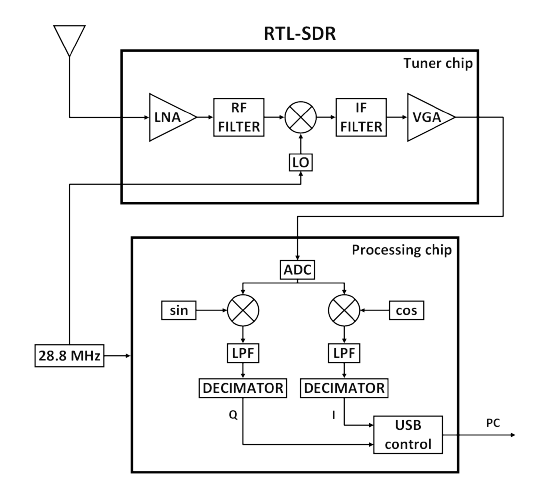 RTL-SDR
Tuner chip
LNA
RF
FILTER
IF
FILTER
VGA
LO
Processing chip
ADC
sin
cos
28.8 MHz
LPF
LPF
DECIMATOR
DECIMATOR
Q
I
USB
control
PC